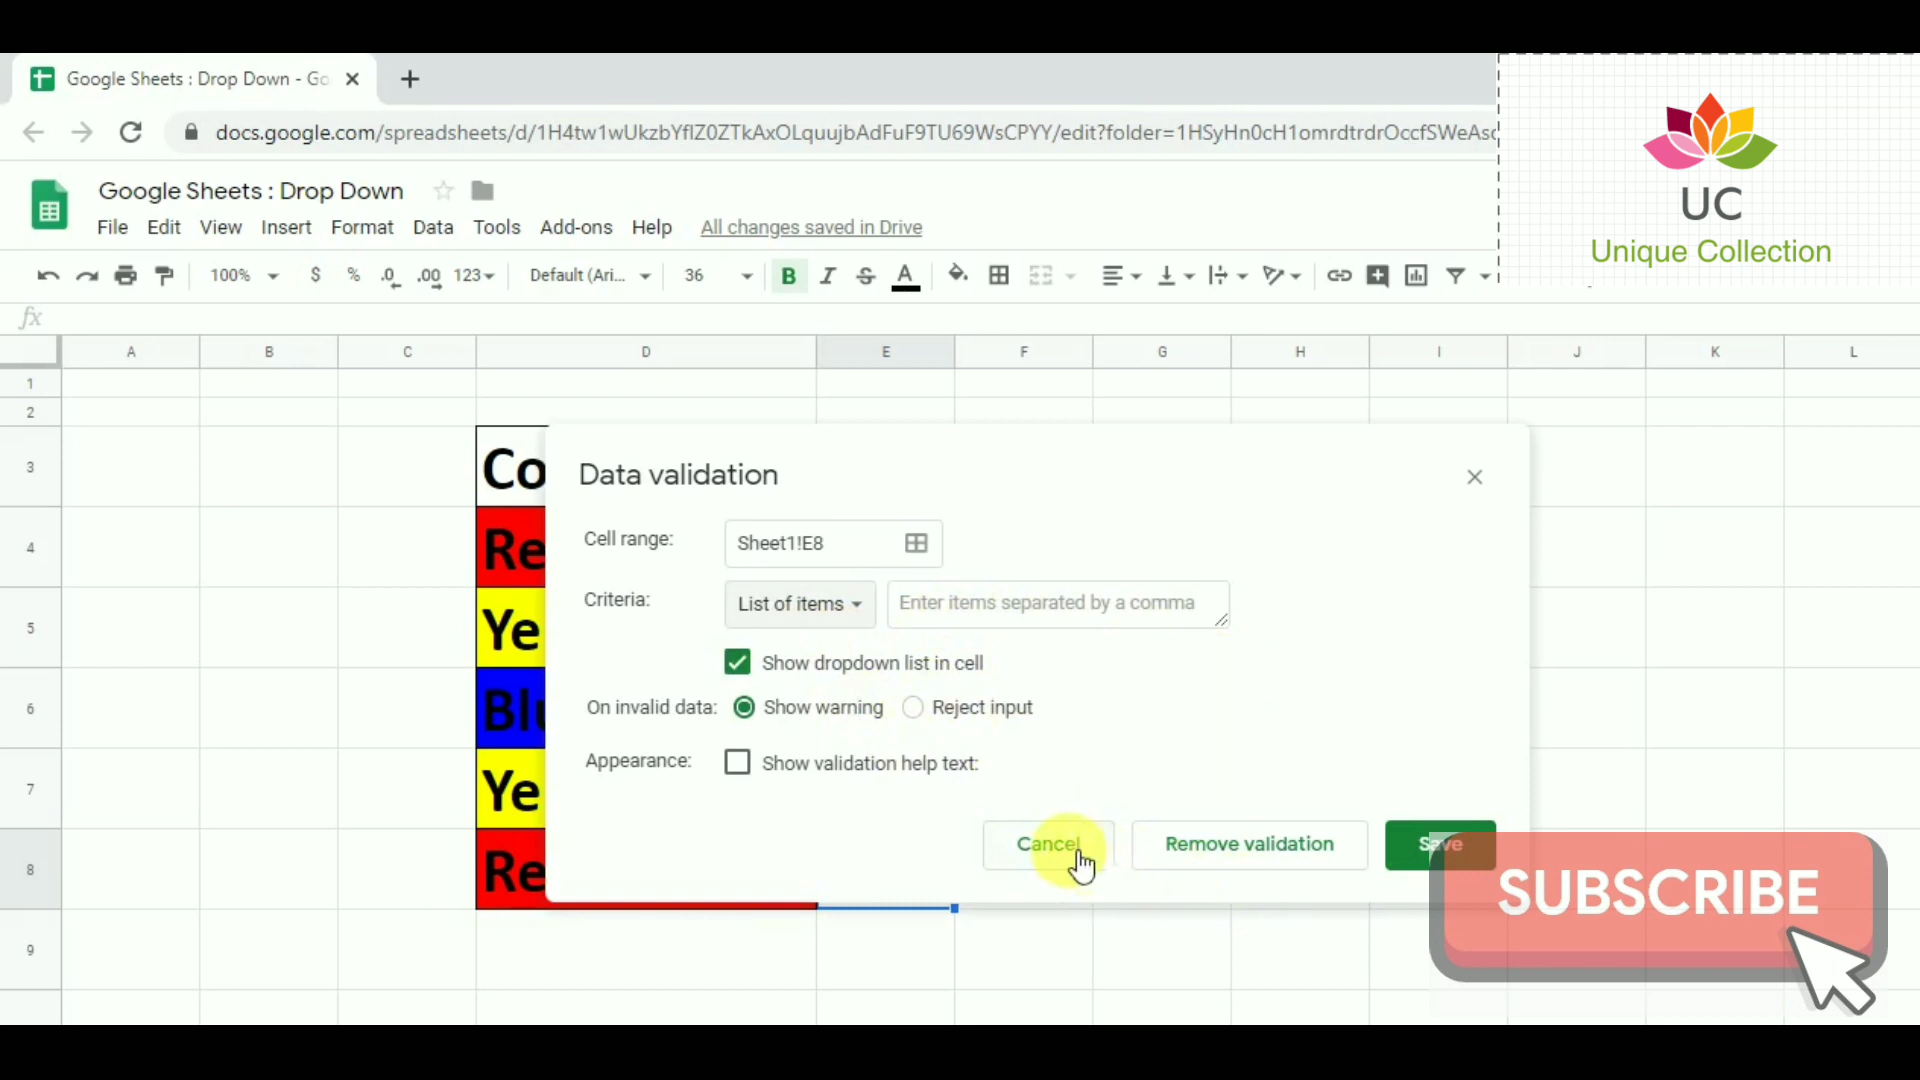 Google Sheets : Drop Down - Go
docs.google.com/spreadsheets/d/1H4tw1wUkzbYflZ0ZTkAxOLquujbAdFuF9TU69WsCPYY/edit?folder=1HSyHn0cH1omrdtrdrOccfSWeAsc
UC
Unique Collection
Google Sheets : Drop Down
File Edit View Insert Format Data Tools Add-ons Help All changes saved in Drive
100% $ % .0 .00 123 Default (Ari... 36 B I S A
fx
A B C D E F G H I J K L
1
2
3 Co
4 Re
5 Ye
6 Blu
7 Ye
8 Re
9
Data validation
Cell range: Sheet1!E8
Criteria: List of items Enter items separated by a comma
Show dropdown list in cell
On invalid data: Show warning Reject input
Appearance: Show validation help text:
Cancel Remove validation Save
SUBSCRIBE